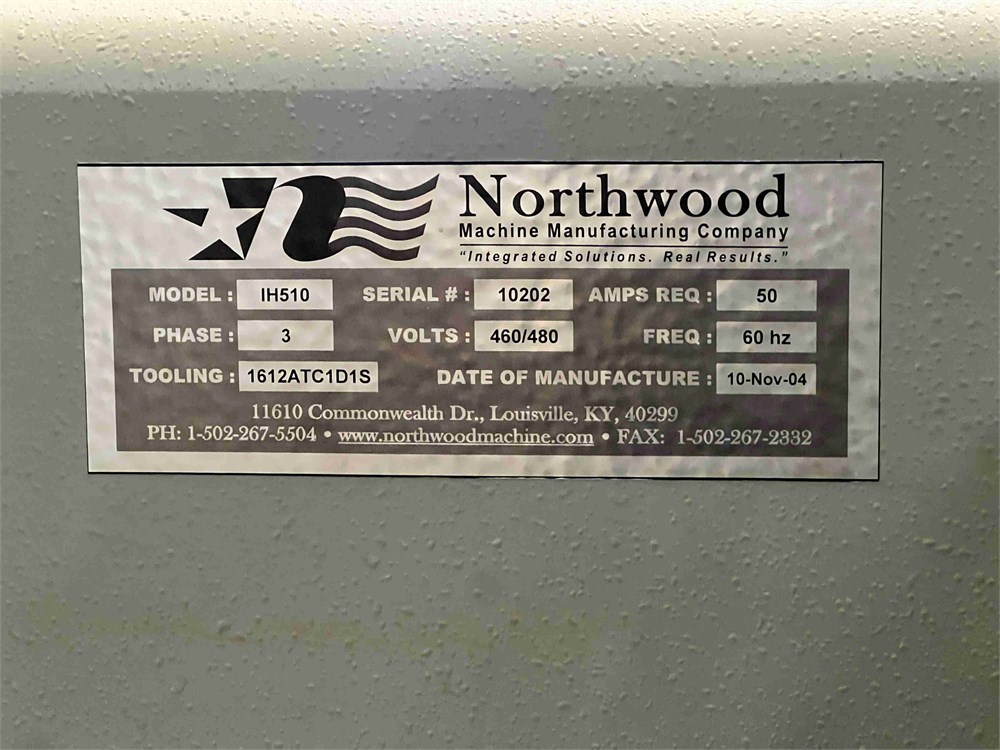 Northwood
Machine Manufacturing Company
"Integrated Solutions. Real Results."
MODEL : IH510 SERIAL # : 10202 AMPS REQ : 50
PHASE : 3 VOLTS : 460/480 FREQ : 60 hz
TOOLING : 1612ATC1D1S DATE OF MANUFACTURE : 10-Nov-04
11610 Commonwealth Dr., Louisville, KY, 40299
PH: 1-502-267-5504 • www.northwoodmachine.com • FAX: 1-502-267-2332